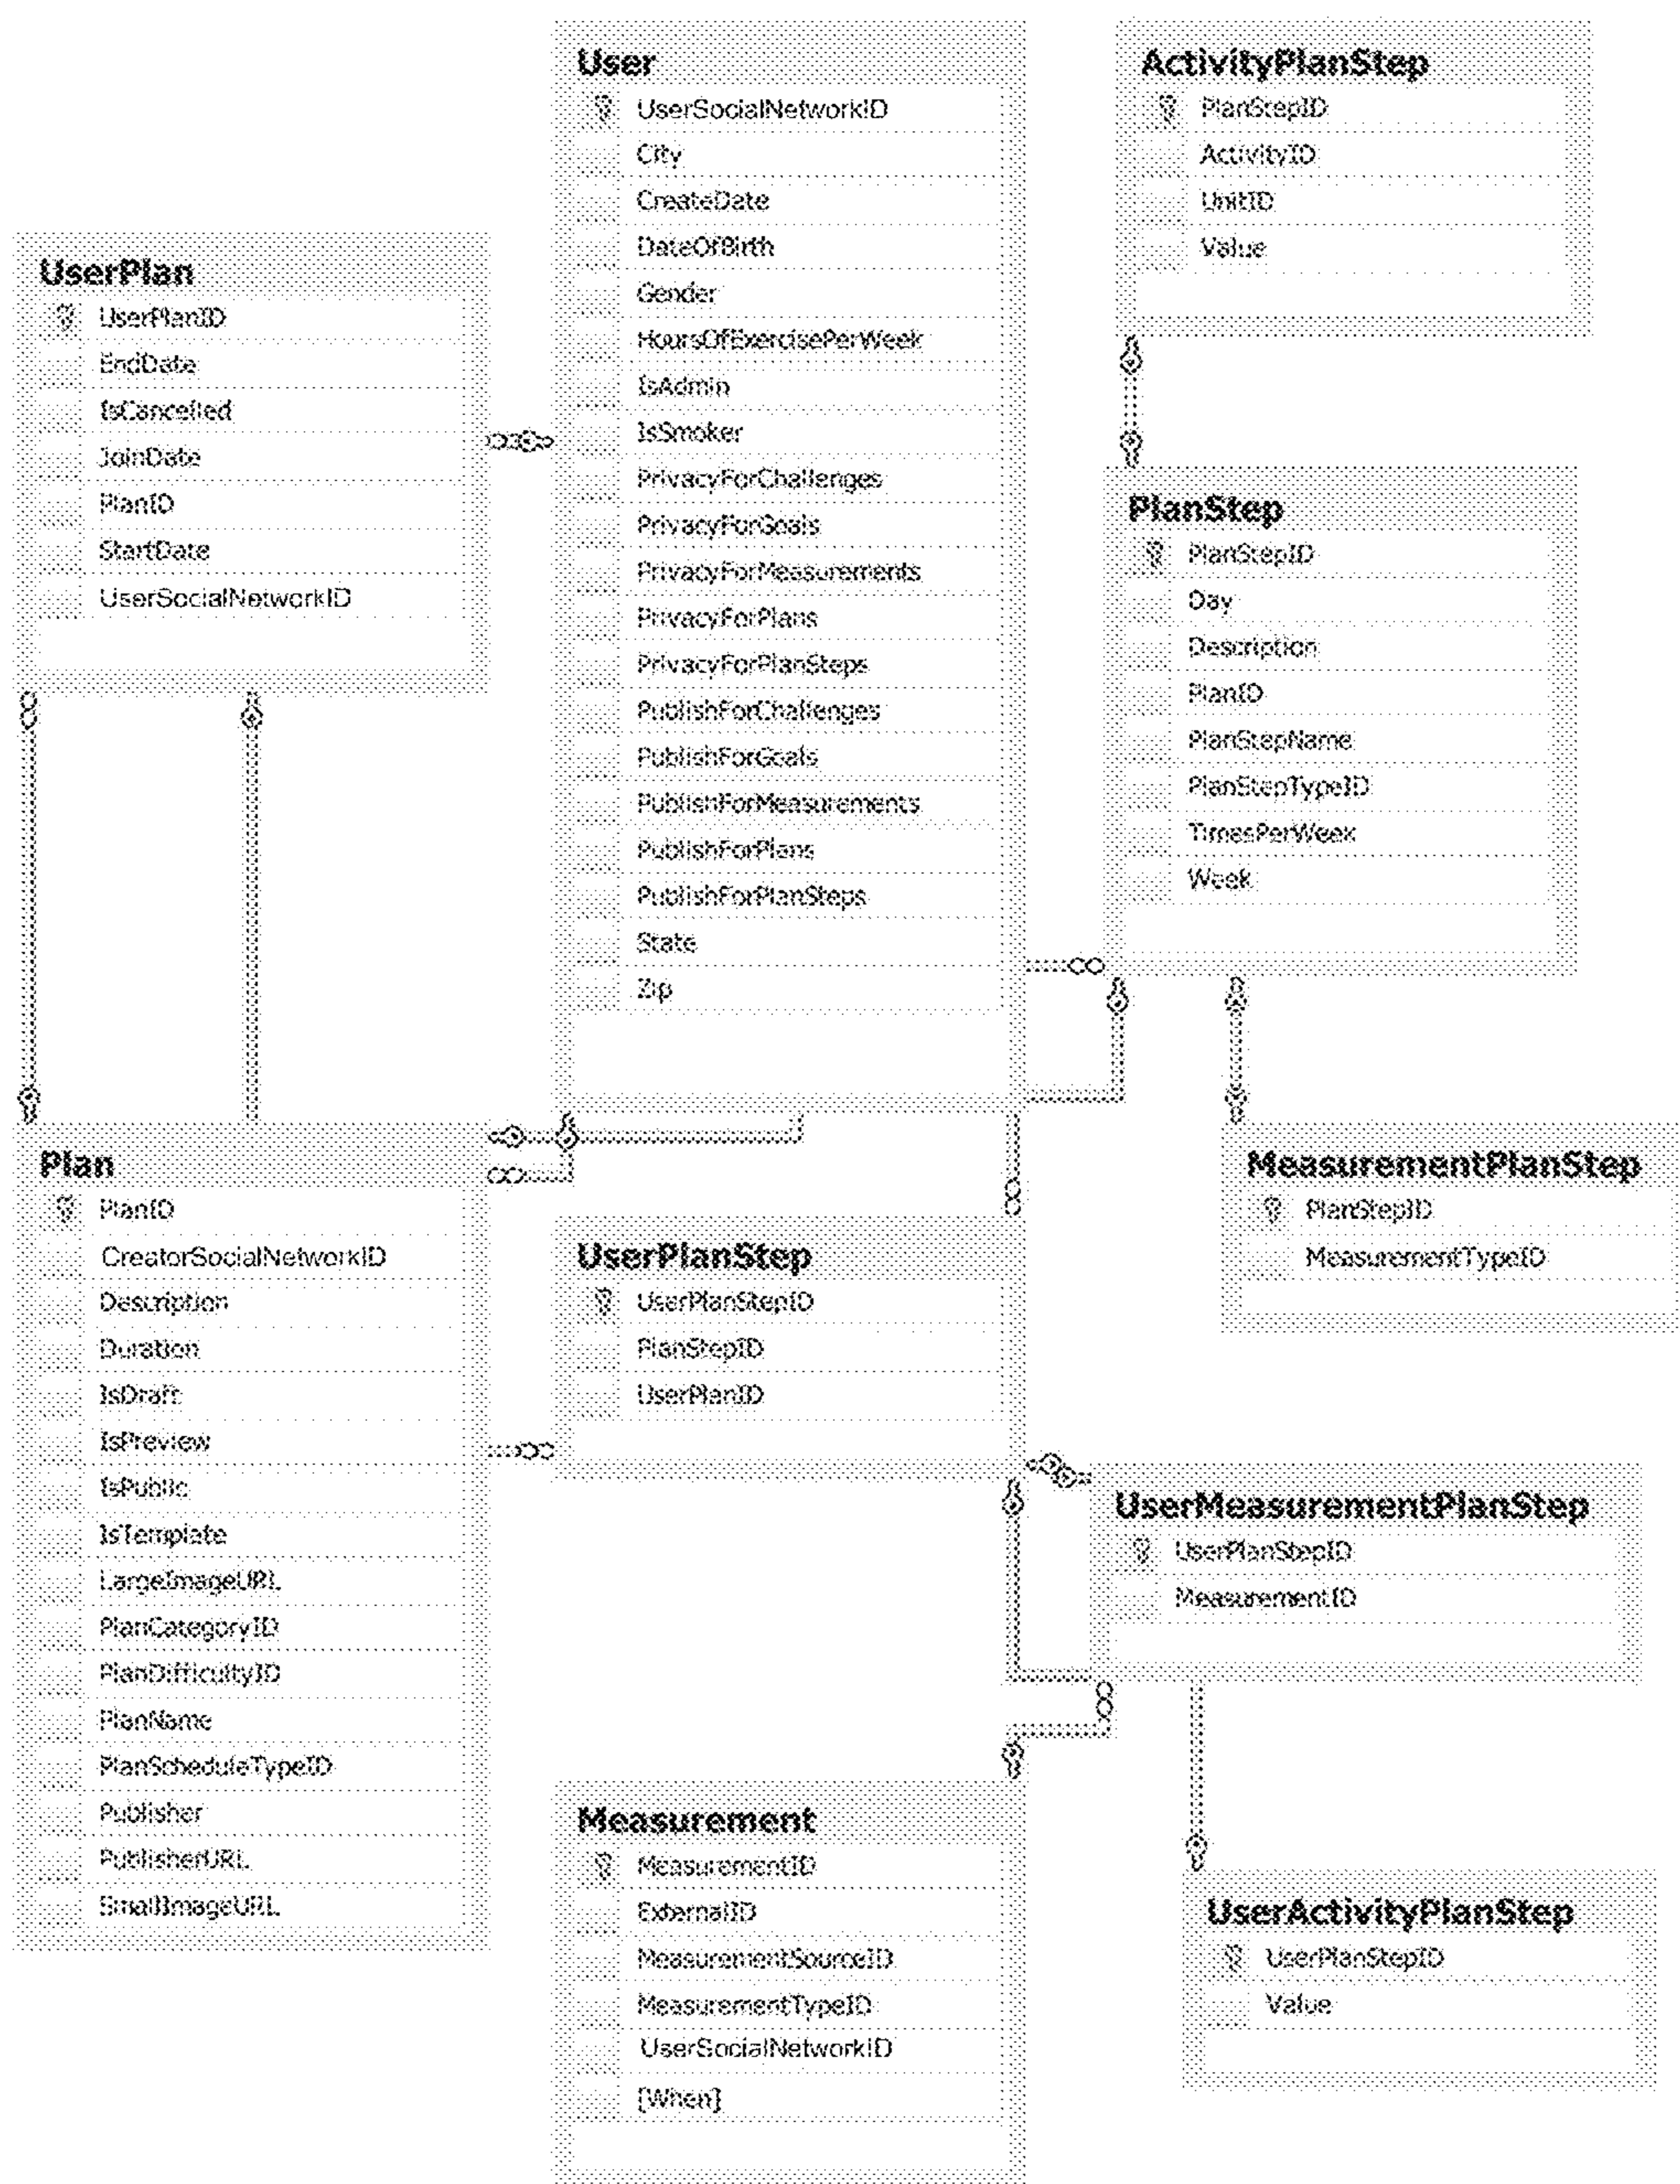 User
UserSocialNetworkID
City
CreateDate
DateOfBirth
Gender
HoursOfExercisePerWeek
IsAdmin
IsSmoker
PrivacyForChallenges
PrivacyForGoals
PrivacyForMeasurements
PrivacyForPlans
PrivacyForPlanSteps
PublishForChallenges
PublishForGoals
PublishForMeasurements
PublishForPlans
PublishForPlanSteps
State
Zip
ActivityPlanStep
PlanStepID
ActivityID
UnitID
Value
UserPlan
UserPlanID
EndDate
IsCancelled
JoinDate
PlanID
StartDate
UserSocialNetworkID
PlanStep
PlanStepID
Day
Description
PlanID
PlanStepName
PlanStepTypeID
TimesPerWeek
Week
Plan
PlanID
CreatorSocialNetworkID
Description
Duration
IsDraft
IsPreview
IsPublic
IsTemplate
LargeImageURL
PlanCategoryID
PlanDifficultyID
PlanName
PlanScheduleTypeID
Publisher
PublisherURL
SmallImageURL
MeasurementPlanStep
PlanStepID
MeasurementTypeID
UserPlanStep
UserPlanStepID
PlanStepID
UserPlanID
UserMeasurementPlanStep
UserPlanStepID
MeasurementID
Measurement
MeasurementID
ExternalID
MeasurementSourceID
MeasurementTypeID
UserSocialNetworkID
[When]
UserActivityPlanStep
UserPlanStepID
Value